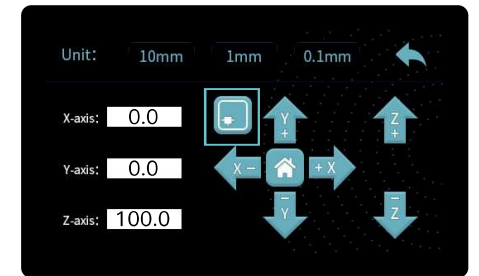 Unit: 10mm 1mm 0.1mm
X-axis: 0.0
Y-axis: 0.0
Z-axis: 100.0
Y
+
Z
+
X −
+ X
−
Y
−
Z